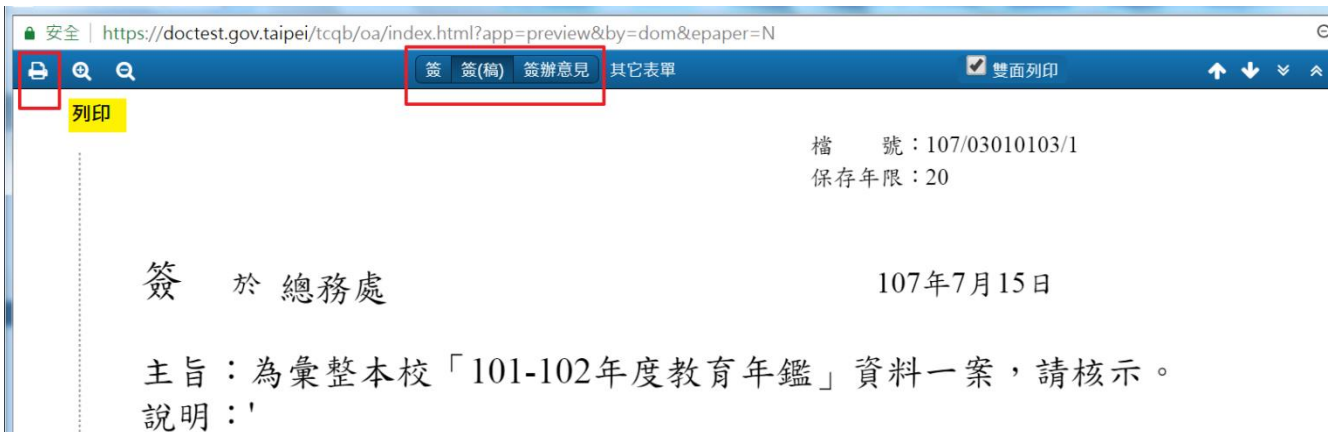 安全 | https://doctest.gov.taipei/tcqb/oa/index.html?app=preview&by=dom&epaper=N
簽 簽(稿) 簽辦意見 其它表單 雙面列印
列印
檔 號：107/03010103/1
保存年限：20
簽 於 總務處 107年7月15日
主旨：為彙整本校「101-102年度教育年鑑」資料一案，請核示。
說明：'